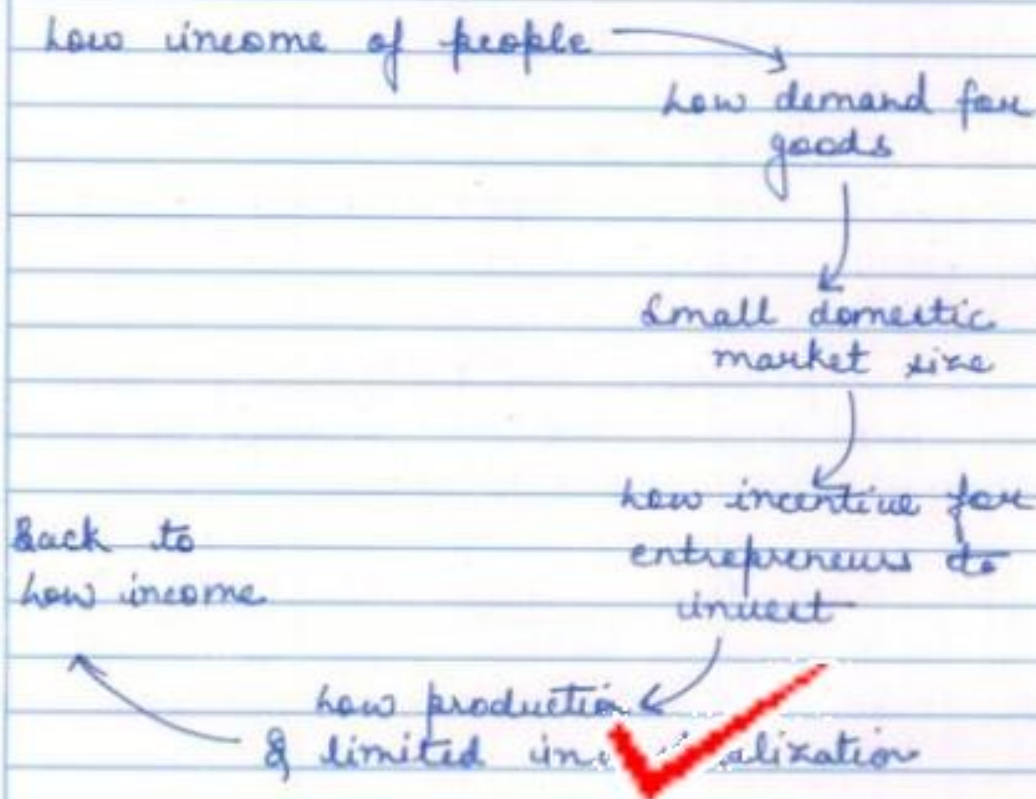 Low income of people
Low demand for
goods
Small domestic
market size
Low incentive for
entrepreneurs to
invest
Low production
& limited
Back to
Low income